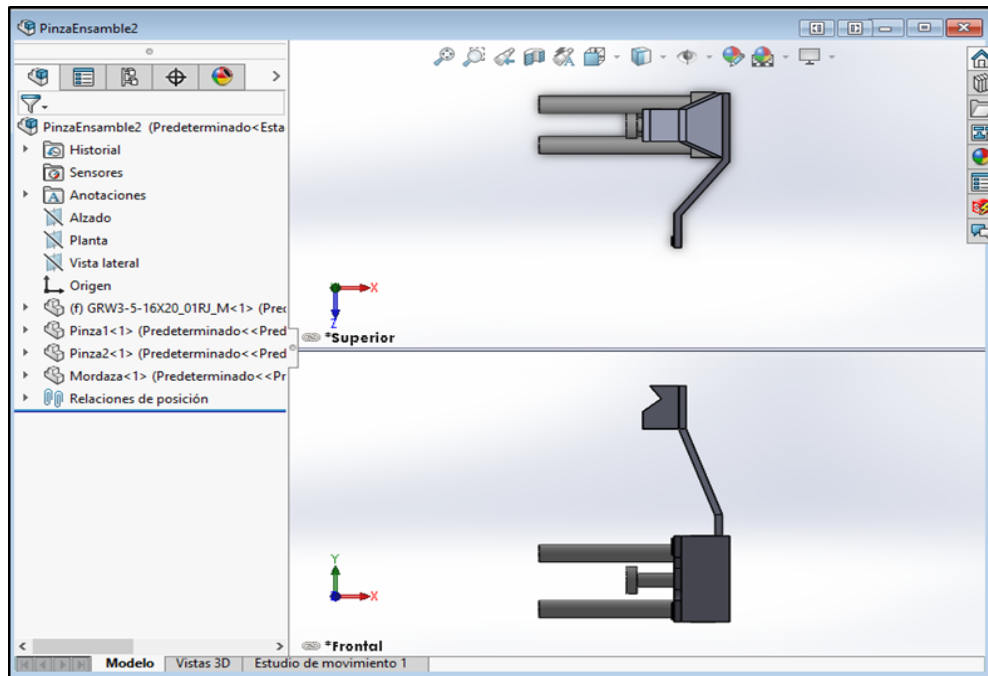 PinzaEnsamble2
PinzaEnsamble2 (Predeterminado<Esta
Historial
Sensores
A Anotaciones
Alzado
Planta
Vista lateral
Origen
(f) GRW3-5-16X20_01RJ_M<1> (Pred
Pinza1<1> (Predeterminado<<Pred
Pinza2<1> (Predeterminado<<Pred
Mordaza<1> (Predeterminado<<Pr
Relaciones de posición
X
Z
*Superior
Y
X
*Frontal
Modelo Vistas 3D Estudio de movimiento 1